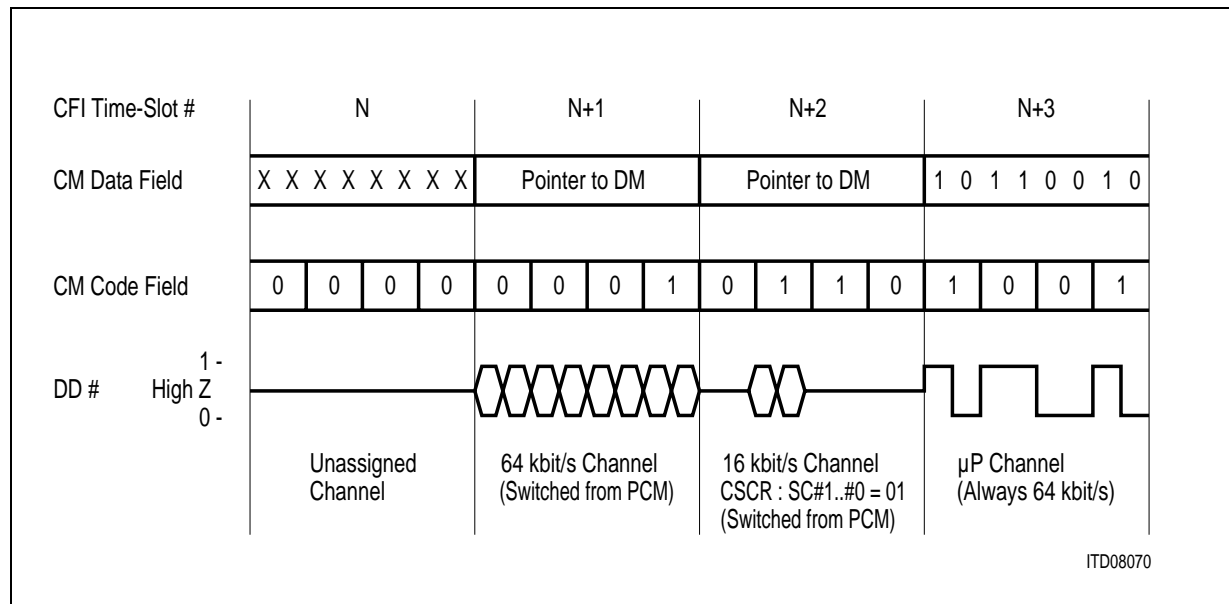 CFI Time-Slot # N N+1 N+2 N+3
CM Data Field X X X X X X X X Pointer to DM Pointer to DM 1 0 1 1 0 0 1 0
CM Code Field 0 0 0 0 0 0 0 1 0 1 1 0 1 0 0 1
1 -
DD # High Z
0 -
Unassigned 64 kbit/s Channel 16 kbit/s Channel µP Channel
Channel (Switched from PCM) CSCR : SC#1..#0 = 01 (Always 64 kbit/s)
(Switched from PCM)
ITD08070